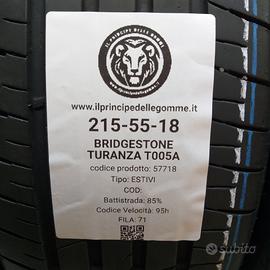 IL PRINCIPE DELLE GOMME
www.ilprincipedellegomme.it
215-55-18
BRIDGESTONE
TURANZA T005A
codice prodotto: 57718
Tipo: ESTIVI
COD:
Battistrada: 85%
Codice Velocità: 95h
FILA: 71
subito